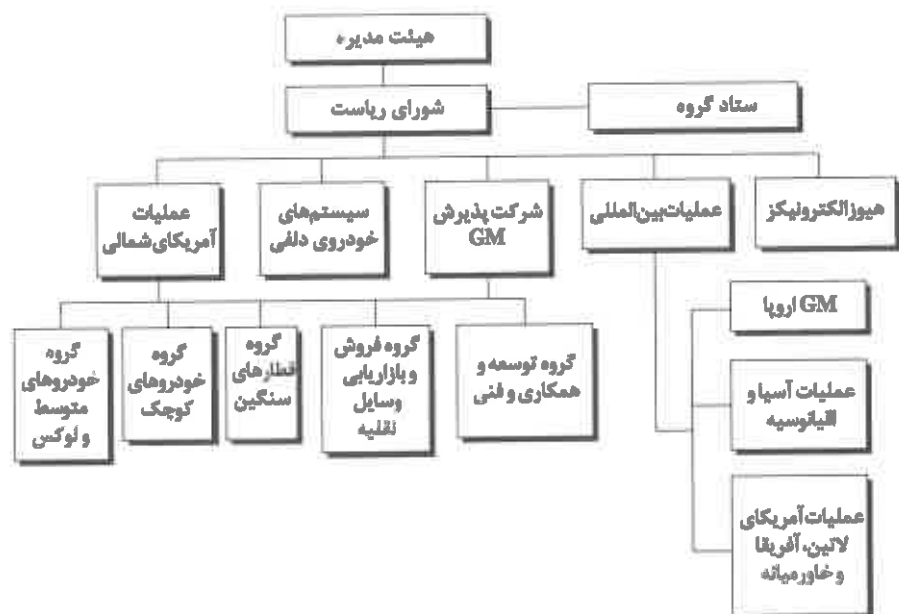 هیئت مدیره
شورای ریاست
ستاد گروه
هیوزالکترونیکز
عملیات بین‌المللی
شرکت پذیرش
GM
سیستم‌های
خودروی دلفی
عملیات
آمریکای شمالی
GM اروپا
عملیات آسیا و
اقیانوسیه
عملیات آمریکای
لاتین، آفریقا
و خاورمیانه
گروه توسعه و
همکاری و فنی
گروه فروش
و بازاریابی
وسایل
نقلیه
گروه
قطارهای
سنگین
گروه
خودروهای
کوچک
گروه
خودروهای
متوسط
و لوکس